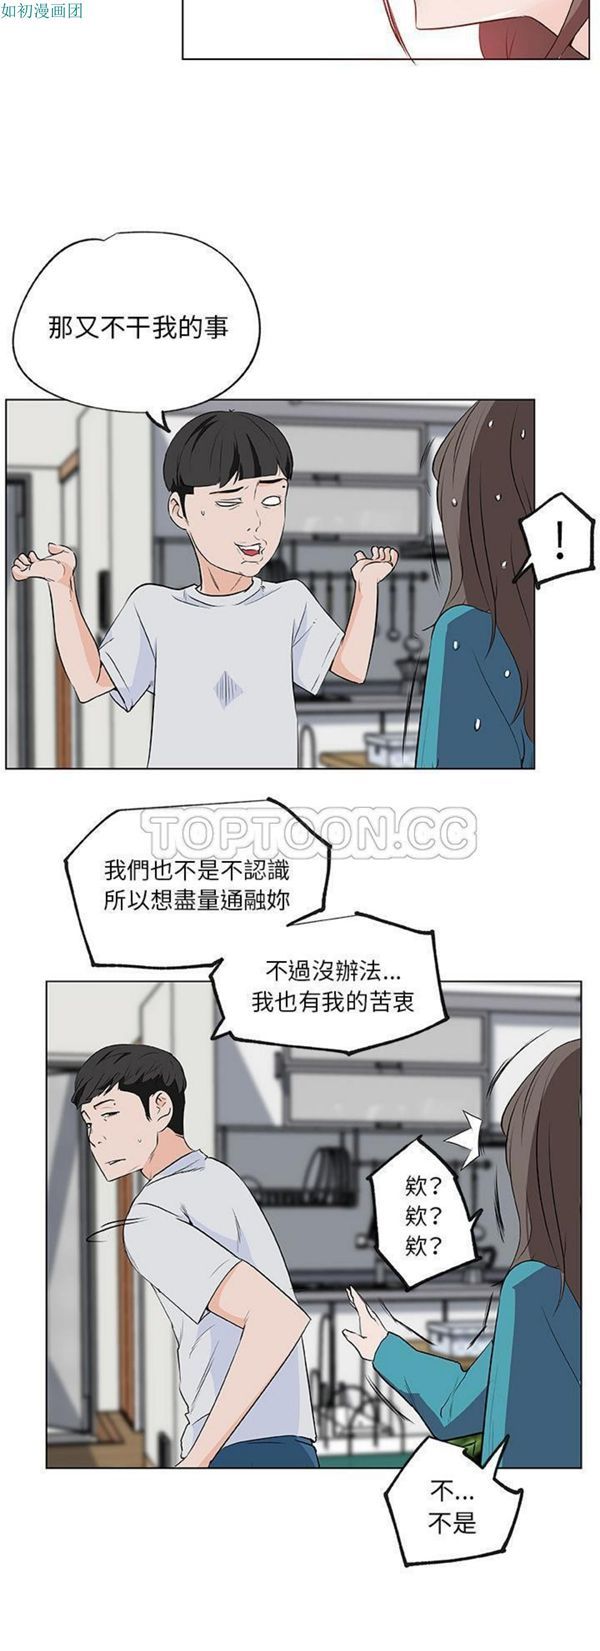 如初漫画团
那又不干我的事
！
TOPTOON.CC
我們也不是不認識
所以想盡量通融妳
不過沒辦法...
我也有我的苦衷
欸？
欸？
欸？
不...
不是